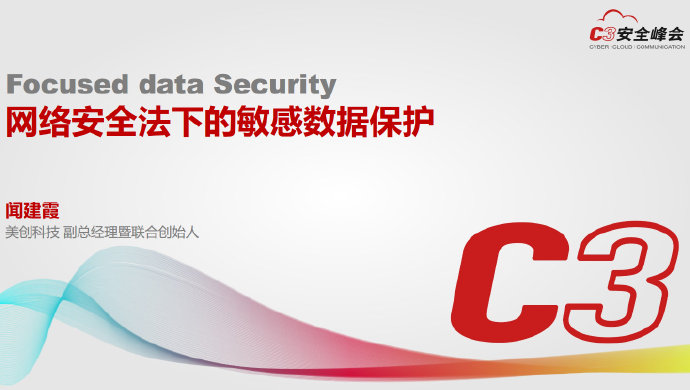 C3安全峰会
CYBER CLOUD COMMUNICATION
Focused data Security
网络安全法下的敏感数据保护
闻建霞
美创科技 副总经理暨联合创始人
C3